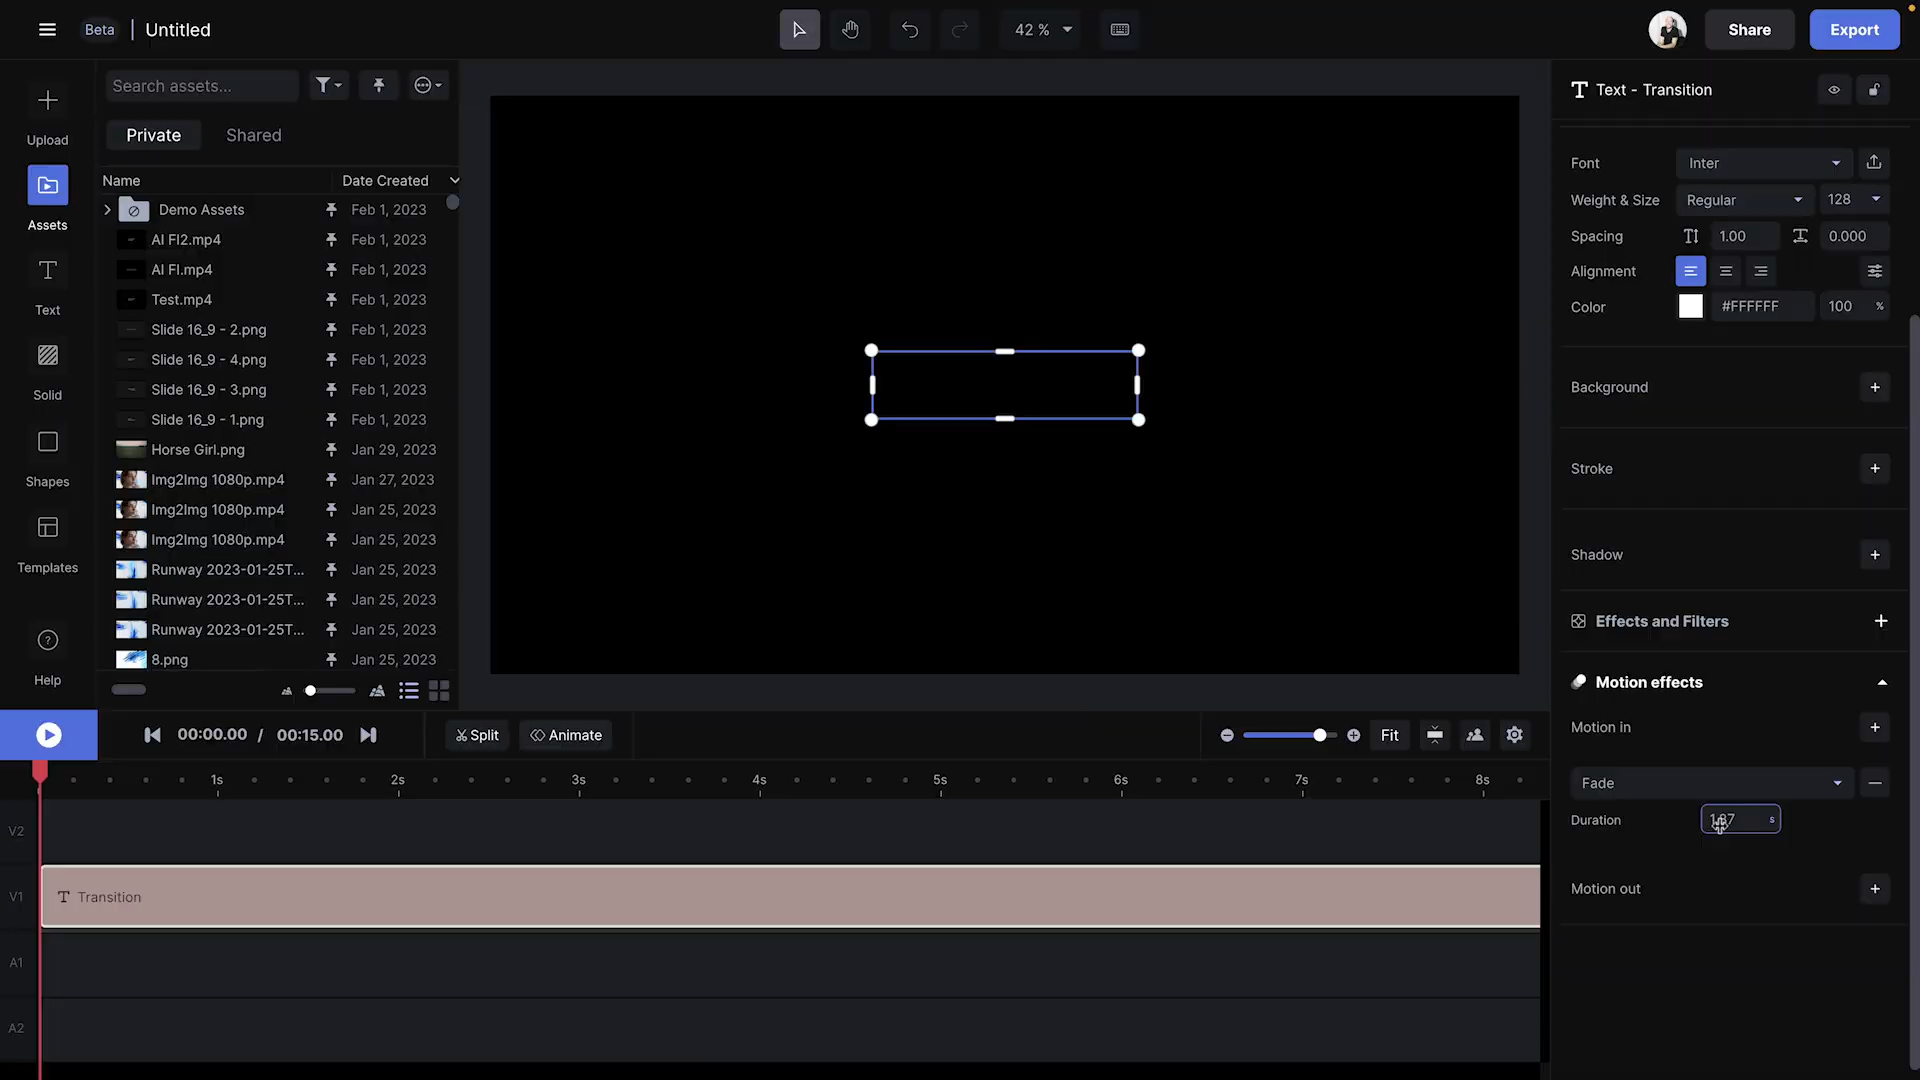 Beta
Untitled
42 %
Share
Export
Upload
Assets
Text
Solid
Shapes
Templates
Help
Search assets...
Private
Shared
Name
Date Created
Demo Assets Feb 1, 2023
AI FI2.mp4 Feb 1, 2023
AI FI.mp4 Feb 1, 2023
Test.mp4 Feb 1, 2023
Slide 16_9 - 2.png Feb 1, 2023
Slide 16_9 - 4.png Feb 1, 2023
Slide 16_9 - 3.png Feb 1, 2023
Slide 16_9 - 1.png Feb 1, 2023
Horse Girl.png Jan 29, 2023
Img2Img 1080p.mp4 Jan 27, 2023
Img2Img 1080p.mp4 Jan 25, 2023
Img2Img 1080p.mp4 Jan 25, 2023
Runway 2023-01-25T... Jan 25, 2023
Runway 2023-01-25T... Jan 25, 2023
Runway 2023-01-25T... Jan 25, 2023
8.png Jan 25, 2023
Text - Transition
Font Inter
Weight & Size Regular 128
Spacing 1.00 0.000
Alignment
Color #FFFFFF 100 %
Background
Stroke
Shadow
Effects and Filters
Motion effects
Motion in
Fade
Duration s
Motion out
00:00.00 / 00:15.00
Split
Animate
Fit
1s 2s 3s 4s 5s 6s 7s 8s
V2
V1 T Transition
A1
A2